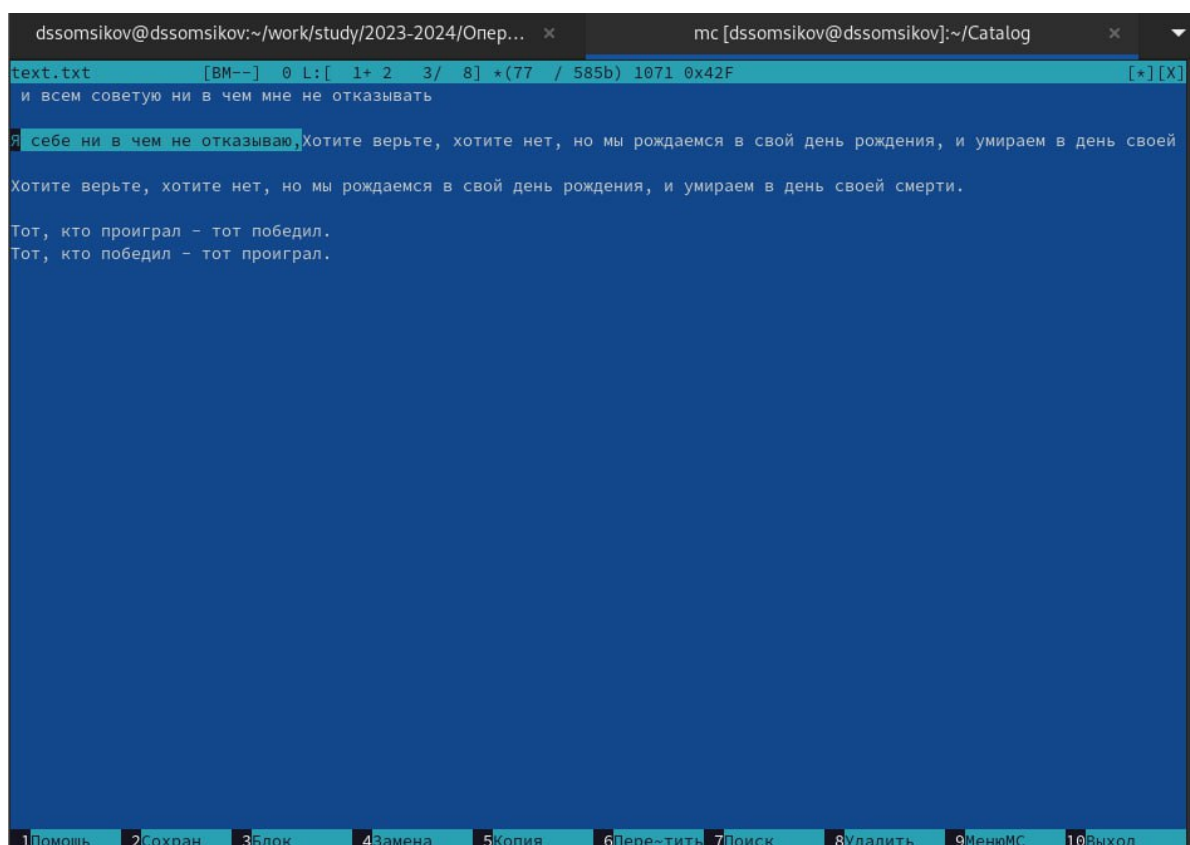 dssomsikov@dssomsikov:~/work/study/2023-2024/Опер... × mc [dssomsikov@dssomsikov]:~/Catalog ×
text.txt [BM--] 0 L:[ 1+ 2 3/ 8] *(77 / 585b) 1071 0x42F [*][X]
и всем советую ни в чем мне не отказывать
Я себе ни в чем не отказываю,Хотите верьте, хотите нет, но мы рождаемся в свой день рождения, и умираем в день своей
Хотите верьте, хотите нет, но мы рождаемся в свой день рождения, и умираем в день своей смерти.
Тот, кто проиграл – тот победил.
Тот, кто победил – тот проиграл.
1Помощь 2Сохран 3Блок 4Замена 5Копия 6Пере~тить 7Поиск 8Удалить 9МенюМС 10Выход